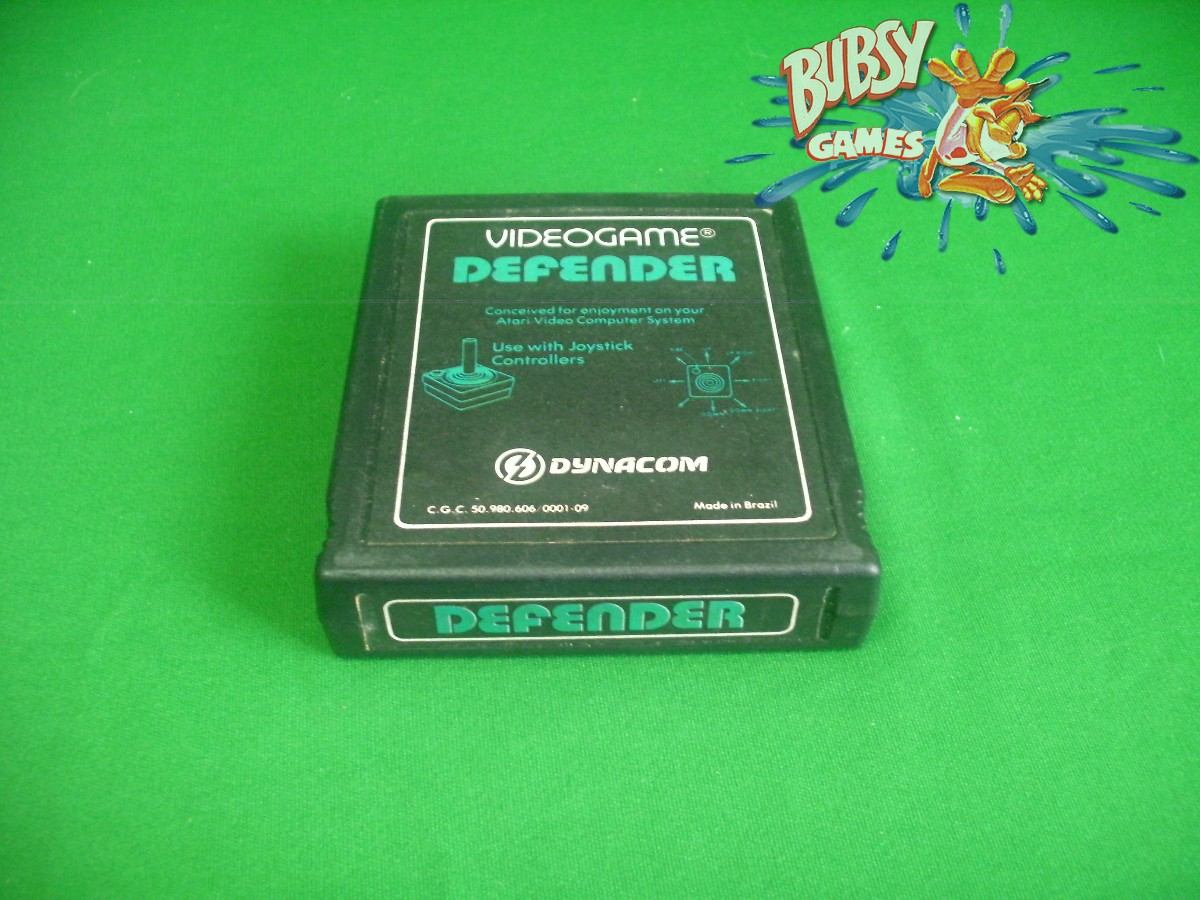 BUBSY
GAMES
VIDEOGAME®
DEFENDER
Conceived for enjoyment on your
Atari Video Computer System
Use with Joystick
Controllers
DYNACOM
C.G.C. 50.980.606/0001-09
Made in Brazil
DEFENDER